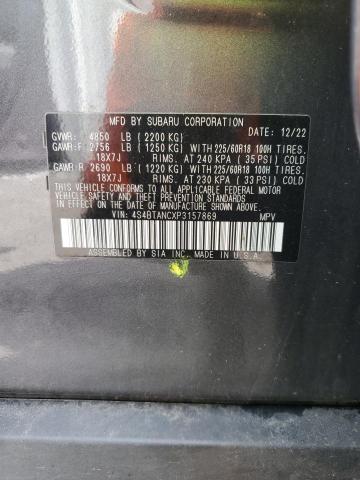 MFD BY SUBARU CORPORATION DATE: 12/22
GVWR: 4850 LB (2200 KG)
GAWR:F: 2756 LB (1250 KG) WITH 225/60R18 100H TIRES.
18X7J RIMS. AT 240 KPA (35 PSI) COLD
GAWR:R 2690 LB (1220 KG) WITH 225/60R18 100H TIRES.
18X7J RIMS. AT 230 KPA (33 PSI) COLD
THIS VEHICLE CONFORMS TO ALL APPLICABLE FEDERAL MOTOR
VEHICLE SAFETY AND BUMPER STANDARDS IN EFFECT ON THE
DATE OF MANUFACTURE SHOWN ABOVE
VIN: 4S4BTANCXP3157869 MPV
ASSEMBLED BY SIA INC. IN U.S.A.